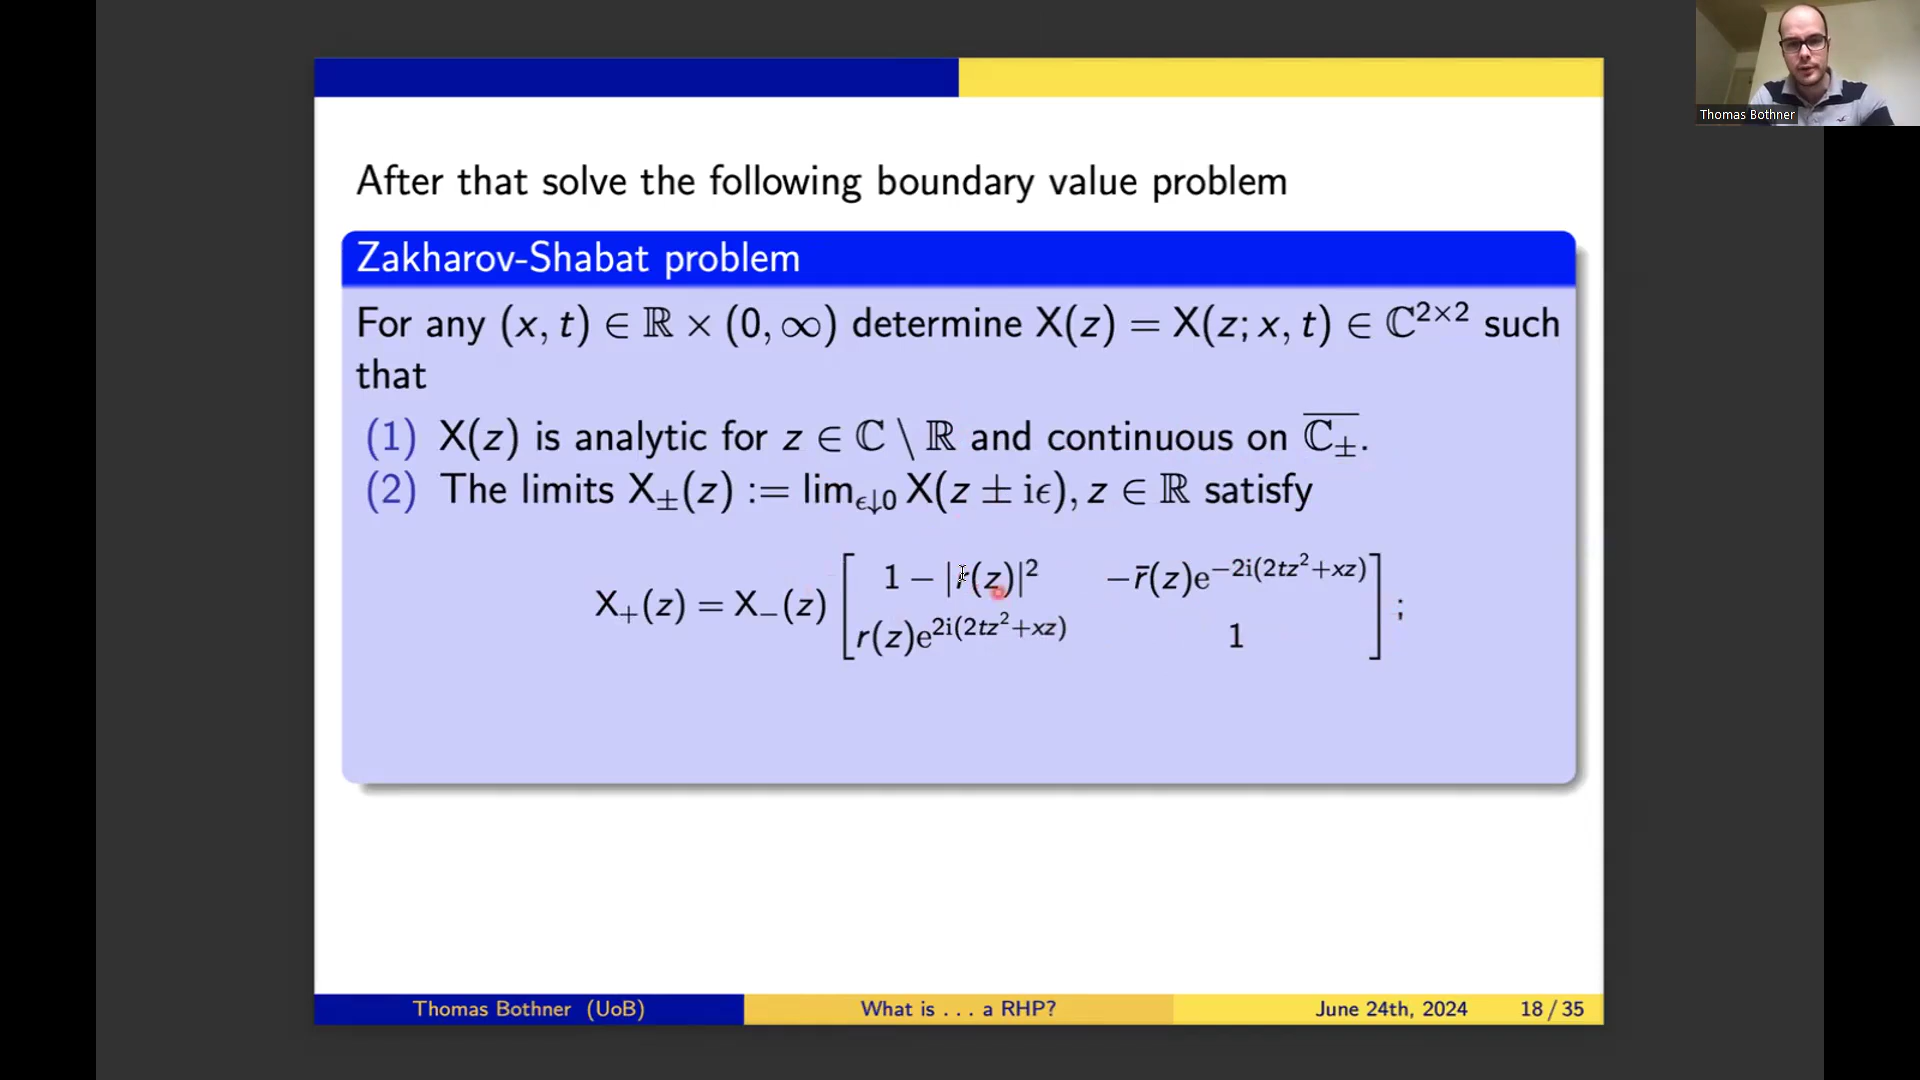 Thomas Bothner
After that solve the following boundary value problem
Zakharov-Shabat problem
For any (x, t) ∈ ℝ × (0, ∞) determine X(z) = X(z; x, t) ∈ ℂ^{2×2} such
that
(1) X(z) is analytic for z ∈ ℂ \ ℝ and continuous on \overline{ℂ_±}.
(2) The limits X_±(z) := lim_{ϵ↓0} X(z ± iϵ), z ∈ ℝ satisfy
X_+(z) = X_−(z) [ 1 − |r(z)|^2   −r̄(z)e^{−2i(2tz^2+xz)} ; r(z)e^{2i(2tz^2+xz)}   1 ] ;
Thomas Bothner (UoB) What is . . . a RHP? June 24th, 2024 18 / 35